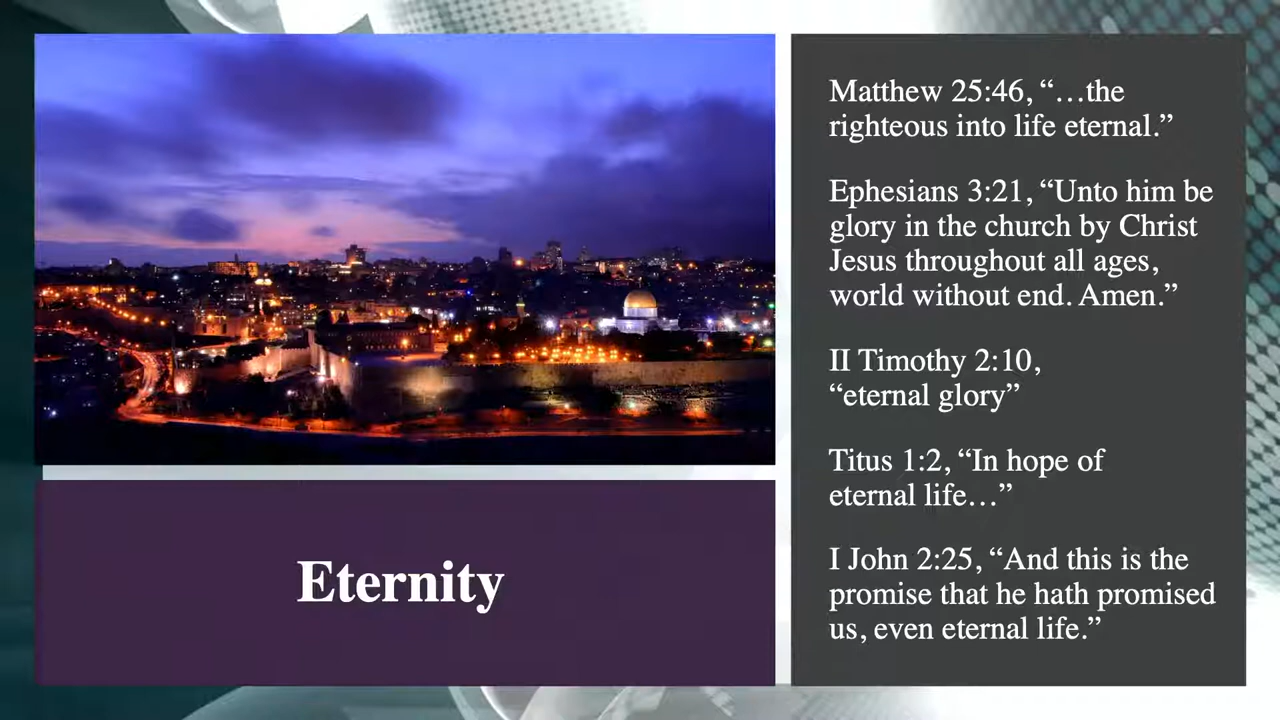 Matthew 25:46, “…the
righteous into life eternal.”
Ephesians 3:21, “Unto him be
glory in the church by Christ
Jesus throughout all ages,
world without end. Amen.”
II Timothy 2:10,
“eternal glory”
Titus 1:2, “In hope of
eternal life…”
I John 2:25, “And this is the
promise that he hath promised
us, even eternal life.”
Eternity